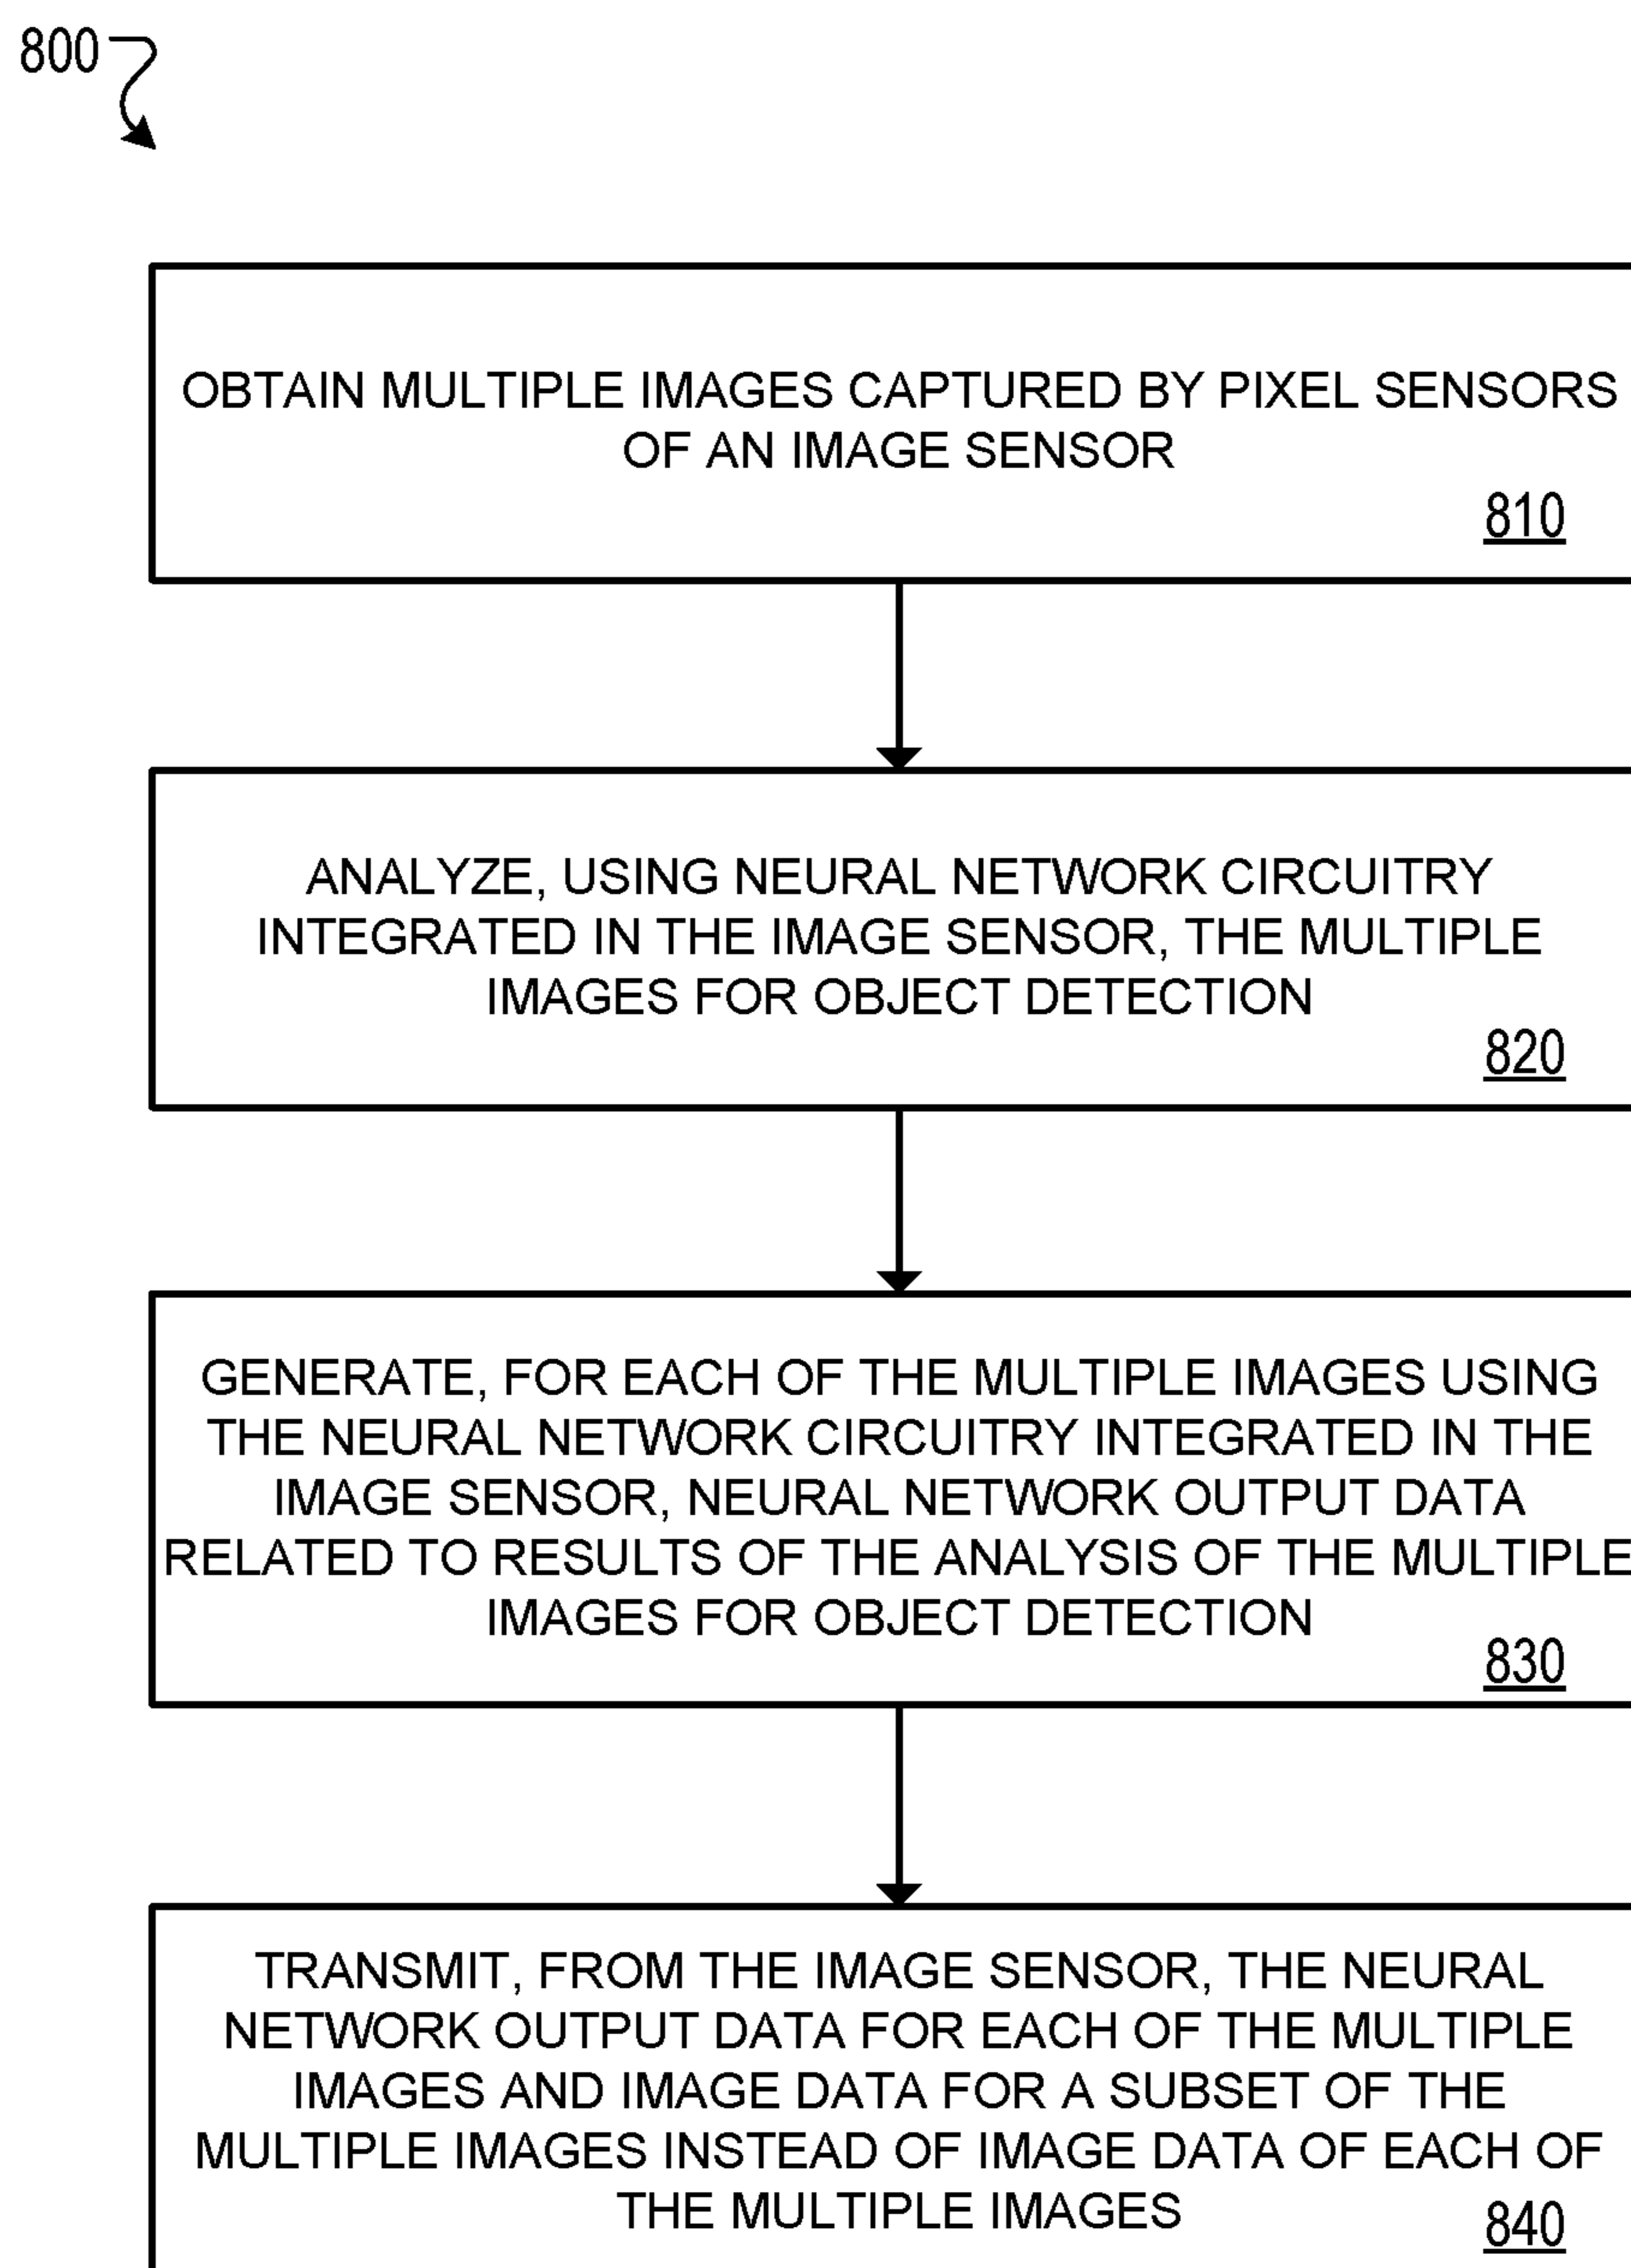 800
OBTAIN MULTIPLE IMAGES CAPTURED BY PIXEL SENSORS
OF AN IMAGE SENSOR
810
ANALYZE, USING NEURAL NETWORK CIRCUITRY
INTEGRATED IN THE IMAGE SENSOR, THE MULTIPLE
IMAGES FOR OBJECT DETECTION
820
GENERATE, FOR EACH OF THE MULTIPLE IMAGES USING
THE NEURAL NETWORK CIRCUITRY INTEGRATED IN THE
IMAGE SENSOR, NEURAL NETWORK OUTPUT DATA
RELATED TO RESULTS OF THE ANALYSIS OF THE MULTIPLE
IMAGES FOR OBJECT DETECTION
830
TRANSMIT, FROM THE IMAGE SENSOR, THE NEURAL
NETWORK OUTPUT DATA FOR EACH OF THE MULTIPLE
IMAGES AND IMAGE DATA FOR A SUBSET OF THE
MULTIPLE IMAGES INSTEAD OF IMAGE DATA OF EACH OF
THE MULTIPLE IMAGES
840